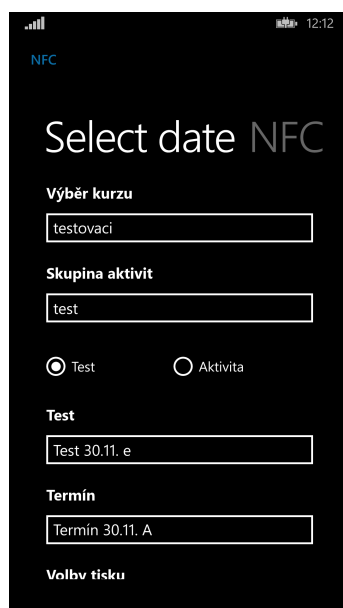 12:12
NFC
Select date NFC
Výběr kurzu
testovaci
Skupina aktivit
test
Test Aktivita
Test
Test 30.11. e
Termín
Termín 30.11. A
Volby tisku